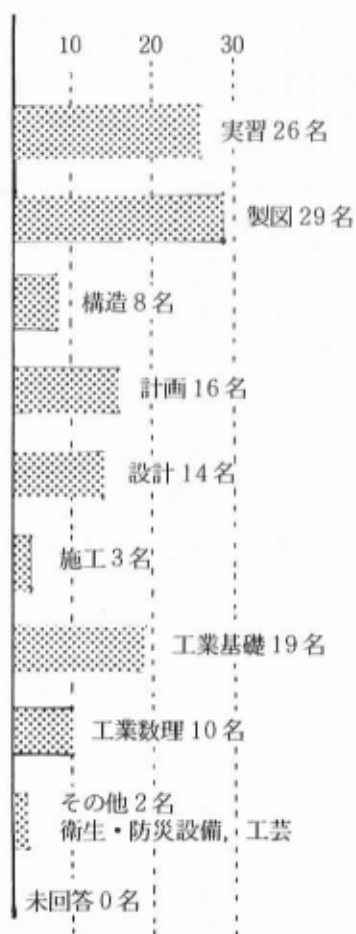 10 20 30
実習 26 名
製図 29 名
構造 8 名
計画 16 名
設計 14 名
施工 3 名
工業基礎 19 名
工業数理 10 名
その他 2 名
衛生・防災設備, 工芸
未回答 0 名